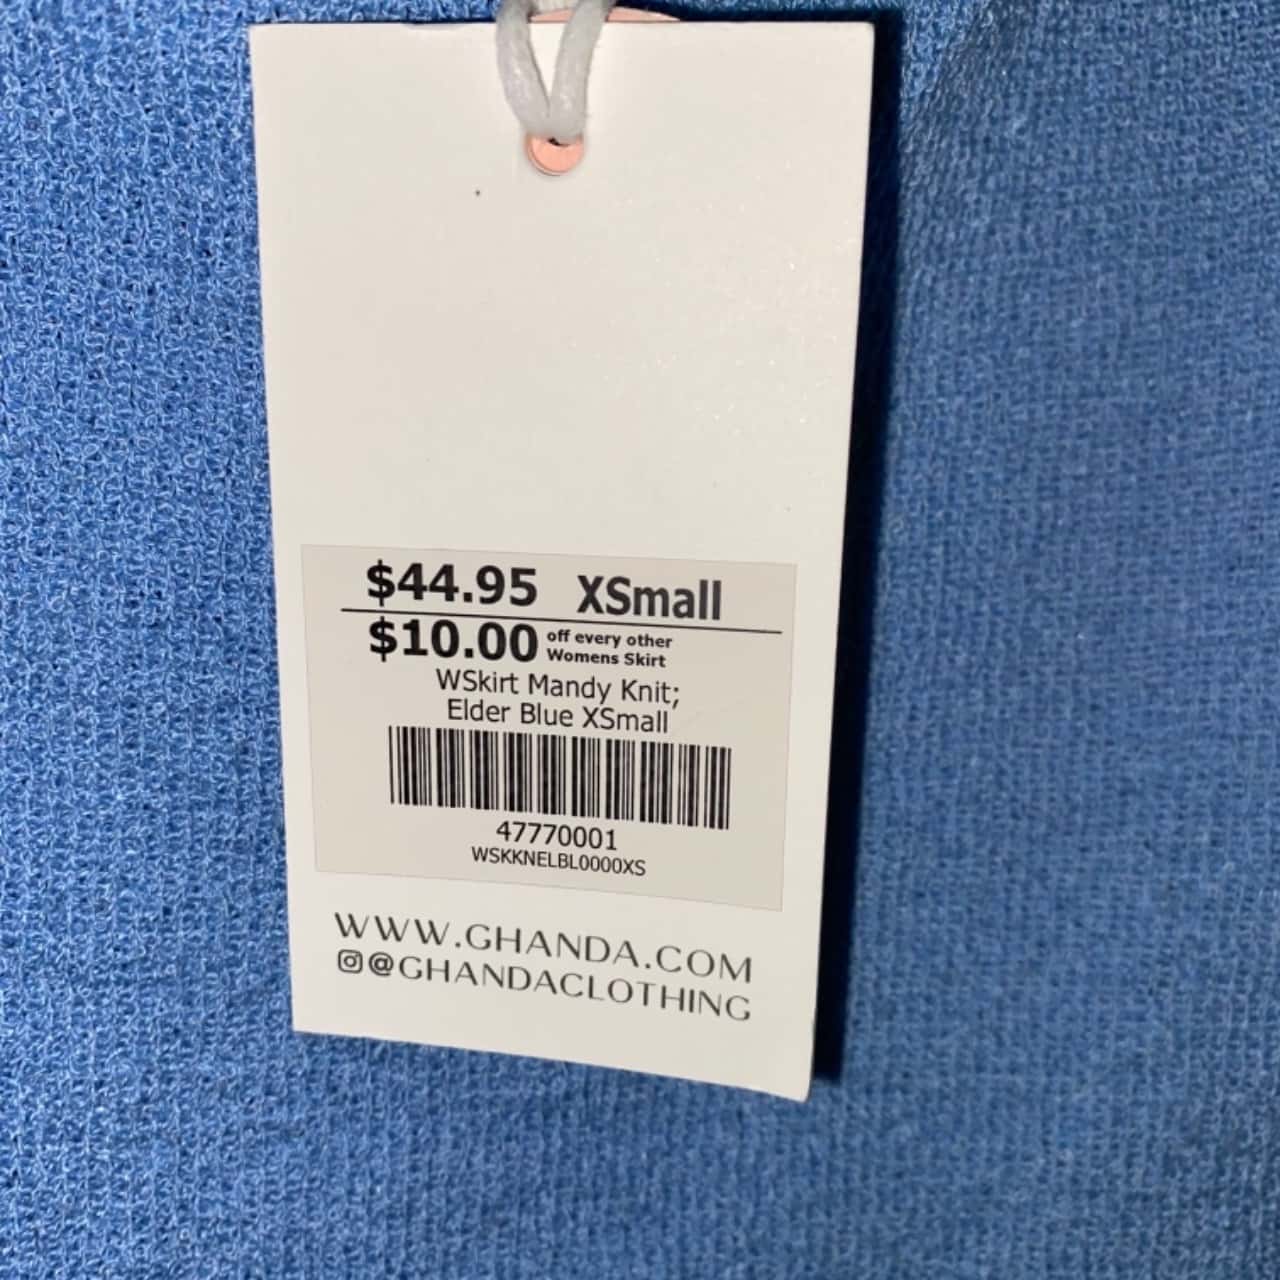 $44.95 XSmall
$10.00 off every other
Womens Skirt
WSkirt Mandy Knit;
Elder Blue XSmall
47770001
WSKKNELBL0000XS
WWW.GHANDA.COM
@GHANDACLOTHING